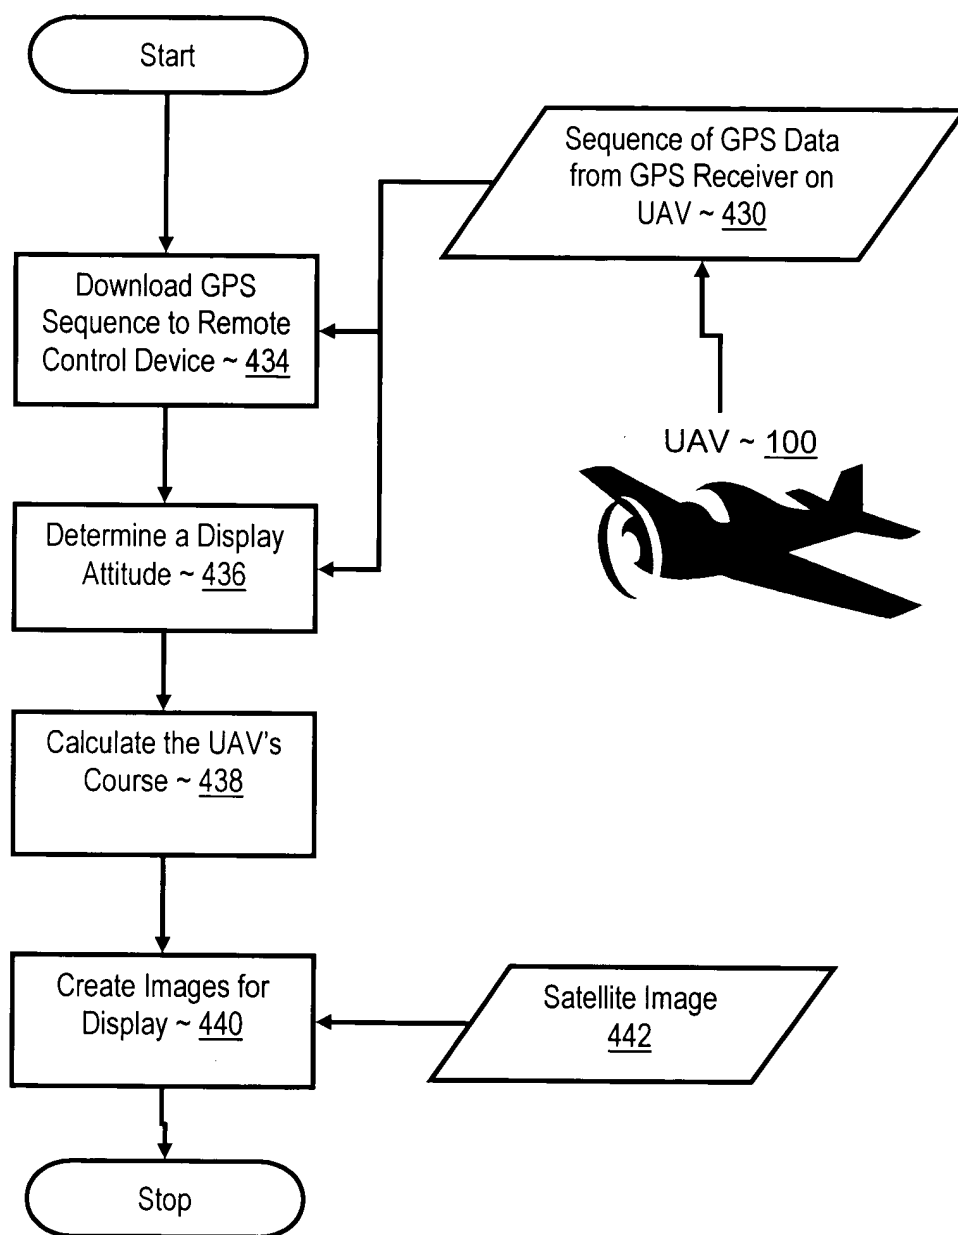 Start
Sequence of GPS Data
from GPS Receiver on
UAV ~ 430
Download GPS
Sequence to Remote
Control Device ~ 434
UAV ~ 100
Determine a Display
Attitude ~ 436
Calculate the UAV's
Course ~ 438
Create Images for
Display ~ 440
Satellite Image
442
Stop